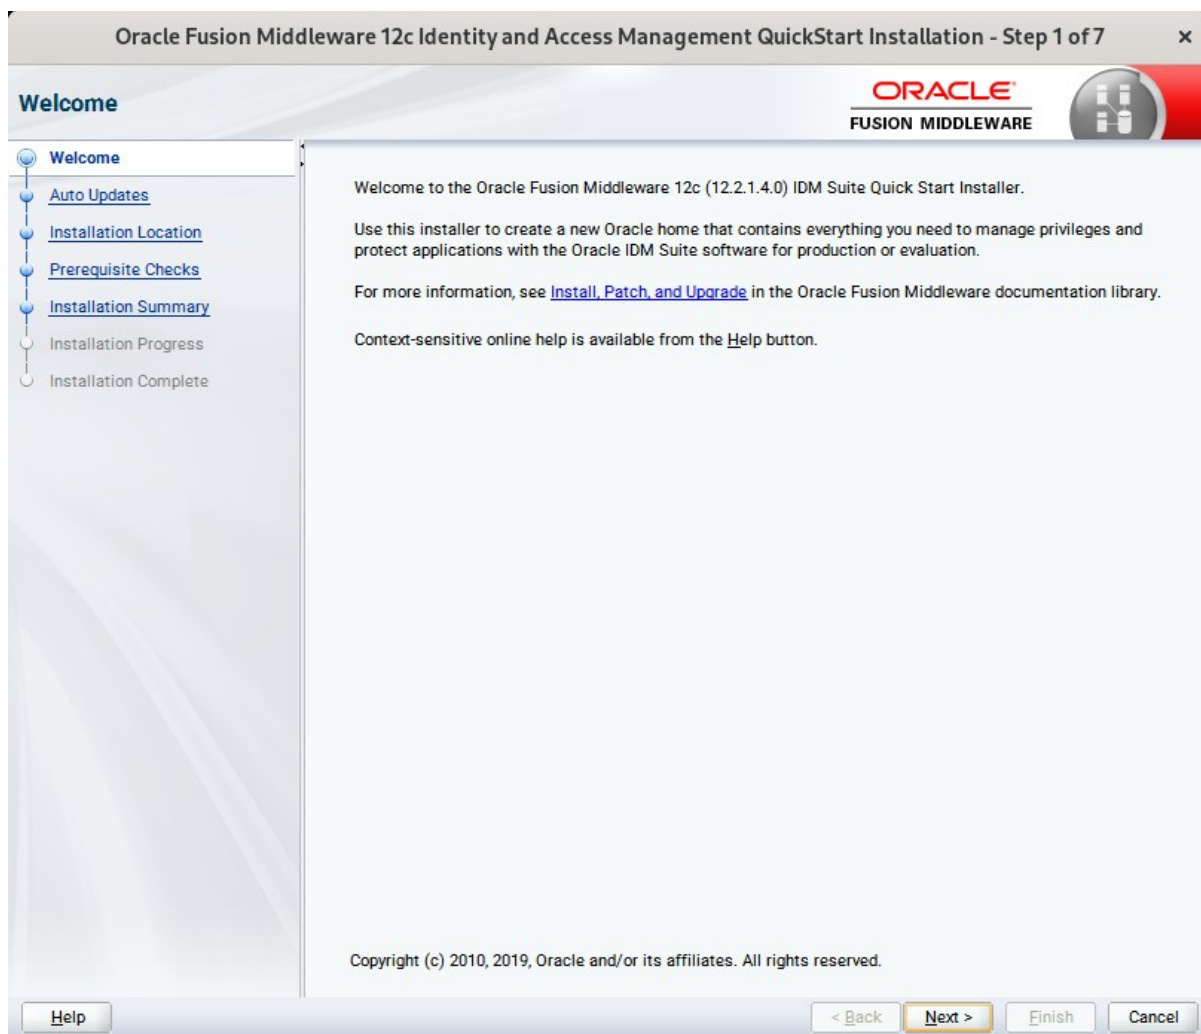 Oracle Fusion Middleware 12c Identity and Access Management QuickStart Installation - Step 1 of 7
Welcome
ORACLE
FUSION MIDDLEWARE
Welcome
Auto Updates
Installation Location
Prerequisite Checks
Installation Summary
Installation Progress
Installation Complete
Welcome to the Oracle Fusion Middleware 12c (12.2.1.4.0) IDM Suite Quick Start Installer.
Use this installer to create a new Oracle home that contains everything you need to manage privileges and
protect applications with the Oracle IDM Suite software for production or evaluation.
For more information, see Install, Patch, and Upgrade in the Oracle Fusion Middleware documentation library.
Context-sensitive online help is available from the Help button.
Copyright (c) 2010, 2019, Oracle and/or its affiliates. All rights reserved.
Help
< Back
Next >
Finish
Cancel